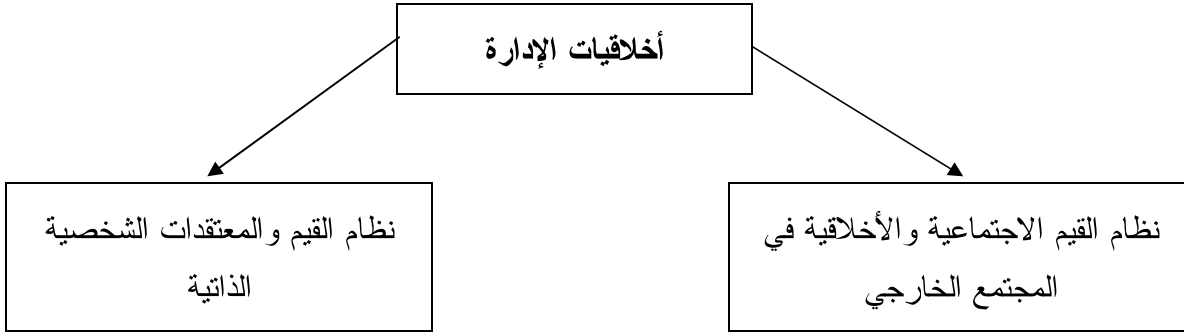 أخلاقيات الإدارة
نظام القيم الاجتماعية والأخلاقية في
المجتمع الخارجي
نظام القيم والمعتقدات الشخصية
الذاتية